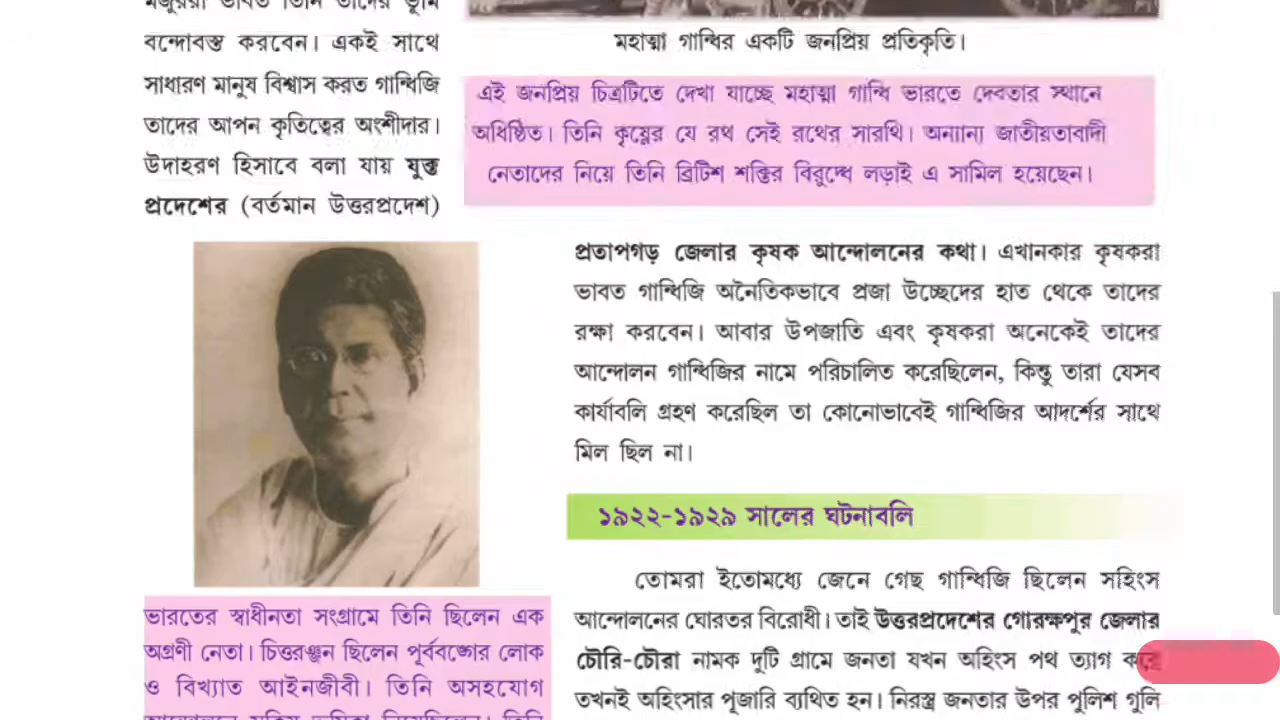 মজুররা ভাবত তিনি তাদের ভূমি
বন্দোবস্ত করবেন। একই সাথে
সাধারণ মানুষ বিশ্বাস করত গান্ধিজি
তাদের আপন কৃতিত্বের অংশীদার।
উদাহরণ হিসাবে বলা যায় যুক্ত
প্রদেশের (বর্তমান উত্তরপ্রদেশ)
মহাত্মা গান্ধির একটি জনপ্রিয় প্রতিকৃতি।
এই জনপ্রিয় চিত্রটিতে দেখা যাচ্ছে মহাত্মা গান্ধি ভারতে দেবতার স্থানে
অধিষ্ঠিত। তিনি কৃষ্ণের যে রথ সেই রথের সারথি। অন্যান্য জাতীয়তাবাদী
নেতাদের নিয়ে তিনি ব্রিটিশ শক্তির বিরুদ্ধে লড়াই এ সামিল হয়েছেন।
প্রতাপগড় জেলার কৃষক আন্দোলনের কথা। এখানকার কৃষকরা
ভাবত গান্ধিজি অনৈতিকভাবে প্রজা উচ্ছেদের হাত থেকে তাদের
রক্ষা করবেন। আবার উপজাতি এবং কৃষকরা অনেকেই তাদের
আন্দোলন গান্ধিজির নামে পরিচালিত করেছিলেন, কিন্তু তারা যেসব
কার্যাবলি গ্রহণ করেছিল তা কোনোভাবেই গান্ধিজির আদর্শের সাথে
মিল ছিল না।
১৯২২-১৯২৯ সালের ঘটনাবলি
তোমরা ইতোমধ্যে জেনে গেছ গান্ধিজি ছিলেন সহিংস
আন্দোলনের ঘোরতর বিরোধী। তাই উত্তরপ্রদেশের গোরক্ষপুর জেলার
চৌরি-চৌরা নামক দুটি গ্রামে জনতা যখন অহিংস পথ ত্যাগ করে
তখনই অহিংসার পূজারি ব্যথিত হন। নিরস্ত্র জনতার উপর পুলিশ গুলি
ভারতের স্বাধীনতা সংগ্রামে তিনি ছিলেন এক
অগ্রণী নেতা। চিত্তরঞ্জন ছিলেন পূর্ববঙ্গের লোক
ও বিখ্যাত আইনজীবী। তিনি অসহযোগ